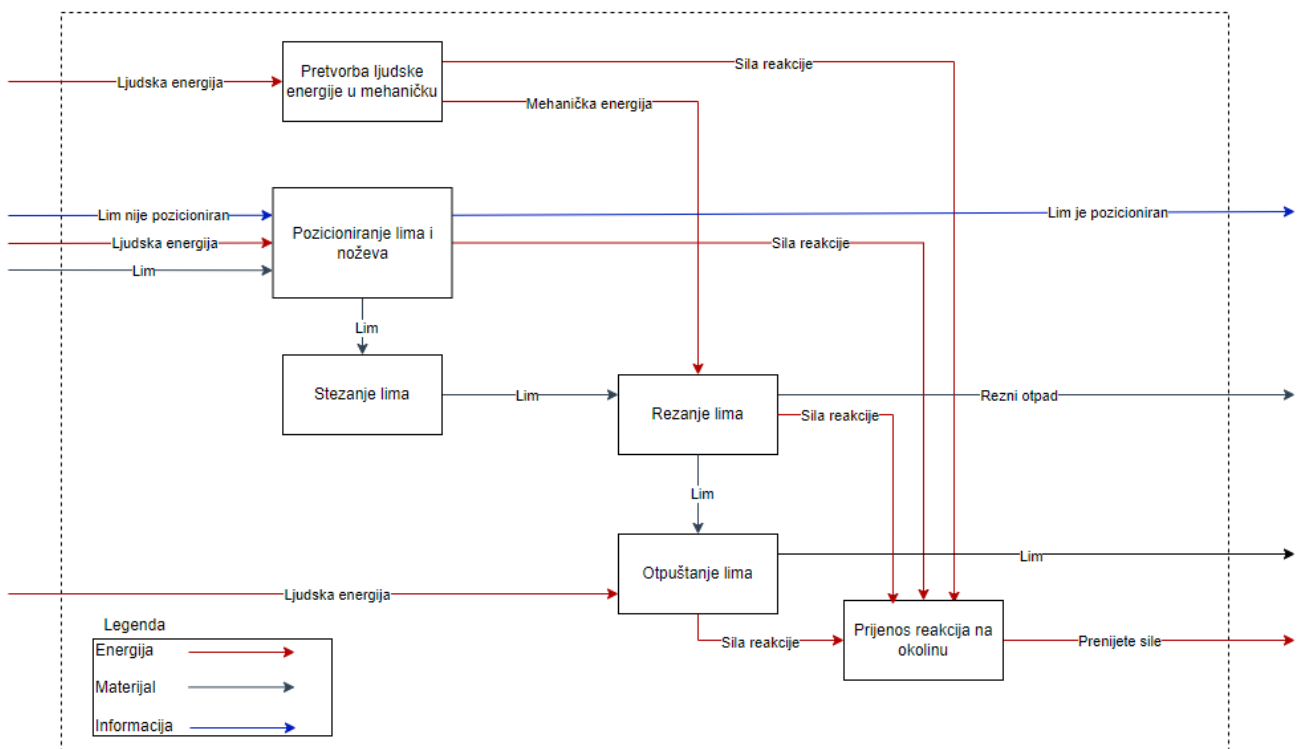 Pretvorba ljudske
energije u mehaničku
Ljudska energija
Sila reakcije
Mehanička energija
Lim nije pozicioniran
Ljudska energija
Lim
Pozicioniranje lima i
noževa
Lim je pozicioniran
Sila reakcije
Lim
Stezanje lima
Lim
Rezanje lima
Rezni otpad
Sila reakcije
Lim
Otpuštanje lima
Lim
Ljudska energija
Sila reakcije
Prijenos reakcija na
okolinu
Prenijete sile
Legenda
Energija
Materijal
Informacija